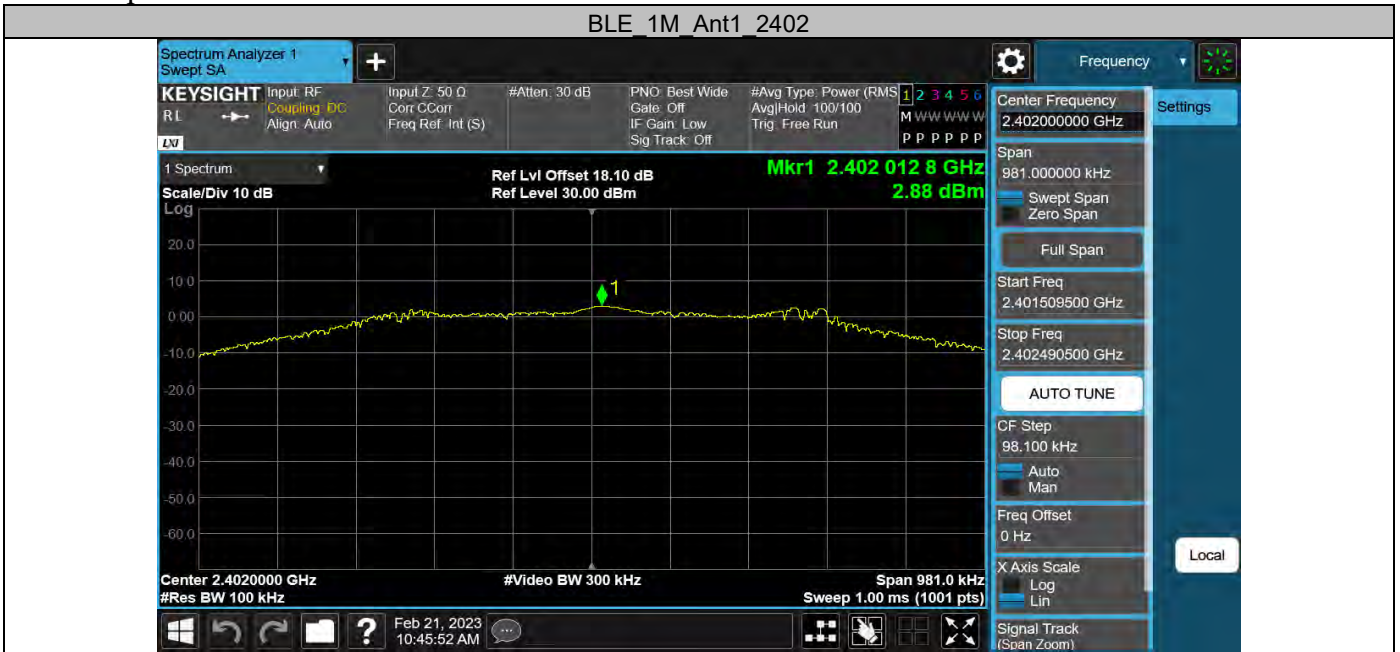 BLE_1M_Ant1_2402
Spectrum Analyzer 1
Swept SA
Frequency
KEYSIGHT
RL
LXI
Input: RF
Coupling: DC
Align: Auto
Input Z: 50 Ω
Corr CCorr
Freq Ref: Int (S)
#Atten: 30 dB
PNO: Best Wide
Gate: Off
IF Gain: Low
Sig Track: Off
#Avg Type: Power (RMS
Avg|Hold: 100/100
Trig: Free Run
1 2 3 4 5 6
M W W W W W
P P P P P P
1 Spectrum
Scale/Div 10 dB
Ref Lvl Offset 18.10 dB
Ref Level 30.00 dBm
Mkr1 2.402 012 8 GHz
2.88 dBm
Log
20.0
10.0
0.00
-10.0
-20.0
-30.0
-40.0
-50.0
-60.0
1
Center 2.4020000 GHz
#Res BW 100 kHz
#Video BW 300 kHz
Span 981.0 kHz
Sweep 1.00 ms (1001 pts)
Feb 21, 2023
10:45:52 AM
Center Frequency
2.402000000 GHz
Settings
Span
981.000000 kHz
Swept Span
Zero Span
Full Span
Start Freq
2.401509500 GHz
Stop Freq
2.402490500 GHz
AUTO TUNE
CF Step
98.100 kHz
Auto
Man
Freq Offset
0 Hz
X Axis Scale
Log
Lin
Local
Signal Track
(Span Zoom)